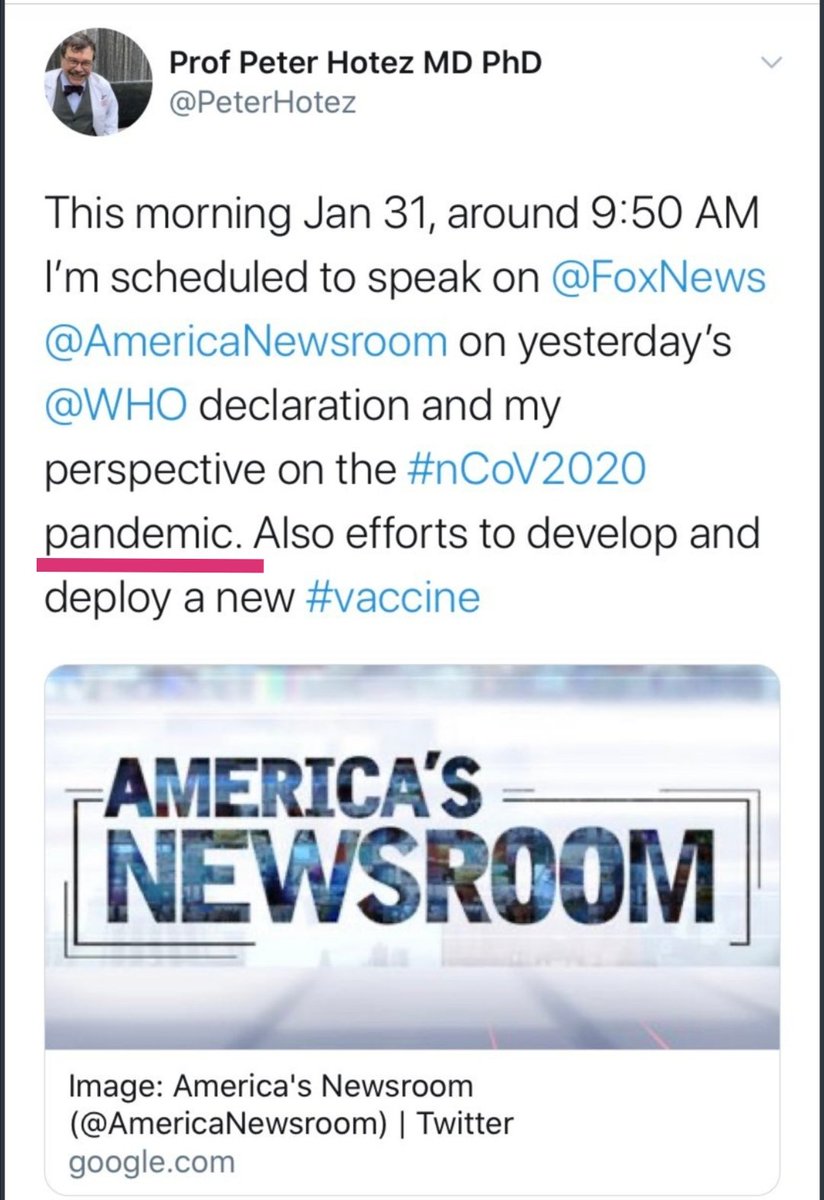 Prof Peter Hotez MD PhD
@PeterHotez
This morning Jan 31, around 9:50 AM
I'm scheduled to speak on @FoxNews
@AmericaNewsroom on yesterday's
@WHO declaration and my
perspective on the #nCoV2020
pandemic. Also efforts to develop and
deploy a new #vaccine
AMERICA'S
NEWSROOM
Image: America's Newsroom
(@AmericaNewsroom) | Twitter
google.com